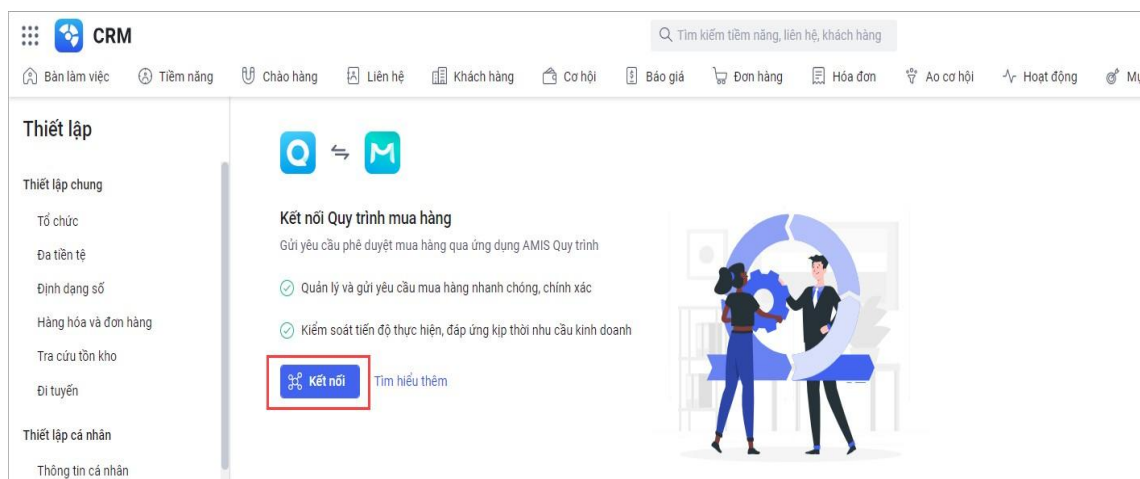 CRM
Tìm kiếm tiềm năng, liên hệ, khách hàng
Bàn làm việc Tiềm năng Chào hàng Liên hệ Khách hàng Cơ hội Báo giá Đơn hàng Hóa đơn Ao cơ hội Hoạt động
Thiết lập
Thiết lập chung
Tổ chức
Đa tiền tệ
Định dạng số
Hàng hóa và đơn hàng
Tra cứu tồn kho
Đi tuyến
Thiết lập cá nhân
Thông tin cá nhân
Kết nối Quy trình mua hàng
Gửi yêu cầu phê duyệt mua hàng qua ứng dụng AMIS Quy trình
Quản lý và gửi yêu cầu mua hàng nhanh chóng, chính xác
Kiểm soát tiến độ thực hiện, đáp ứng kịp thời nhu cầu kinh doanh
Kết nối Tìm hiểu thêm